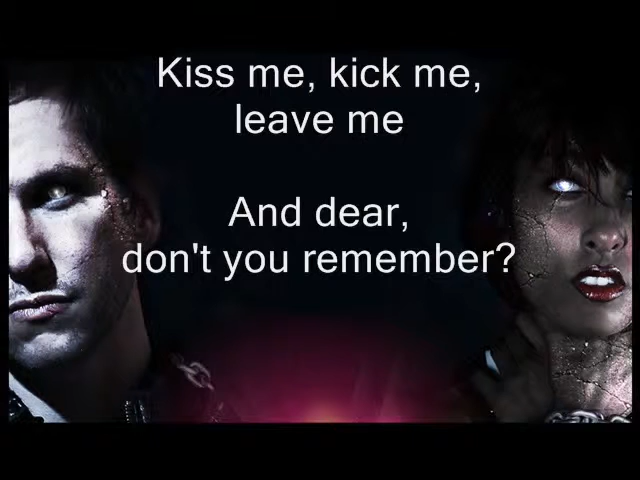 Kiss me, kick me,
leave me
And dear,
don't you remember?